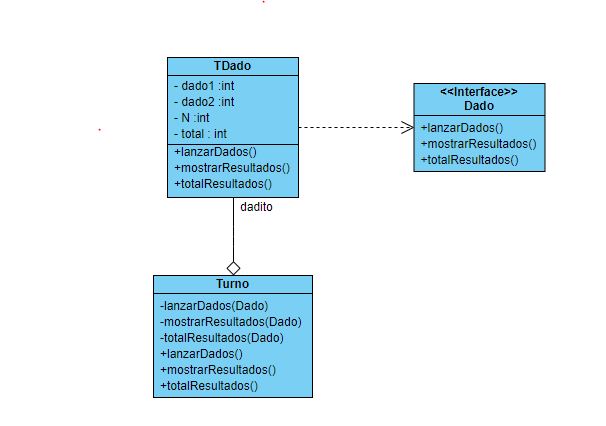 TDado
- dado1 :int
- dado2 :int
- N :int
- total : int
+lanzarDados()
+mostrarResultados()
+totalResultados()
<<Interface>>
Dado
+lanzarDados()
+mostrarResultados()
+totalResultados()
dadito
Turno
-lanzarDados(Dado)
-mostrarResultados(Dado)
-totalResultados(Dado)
+lanzarDados()
+mostrarResultados()
+totalResultados()